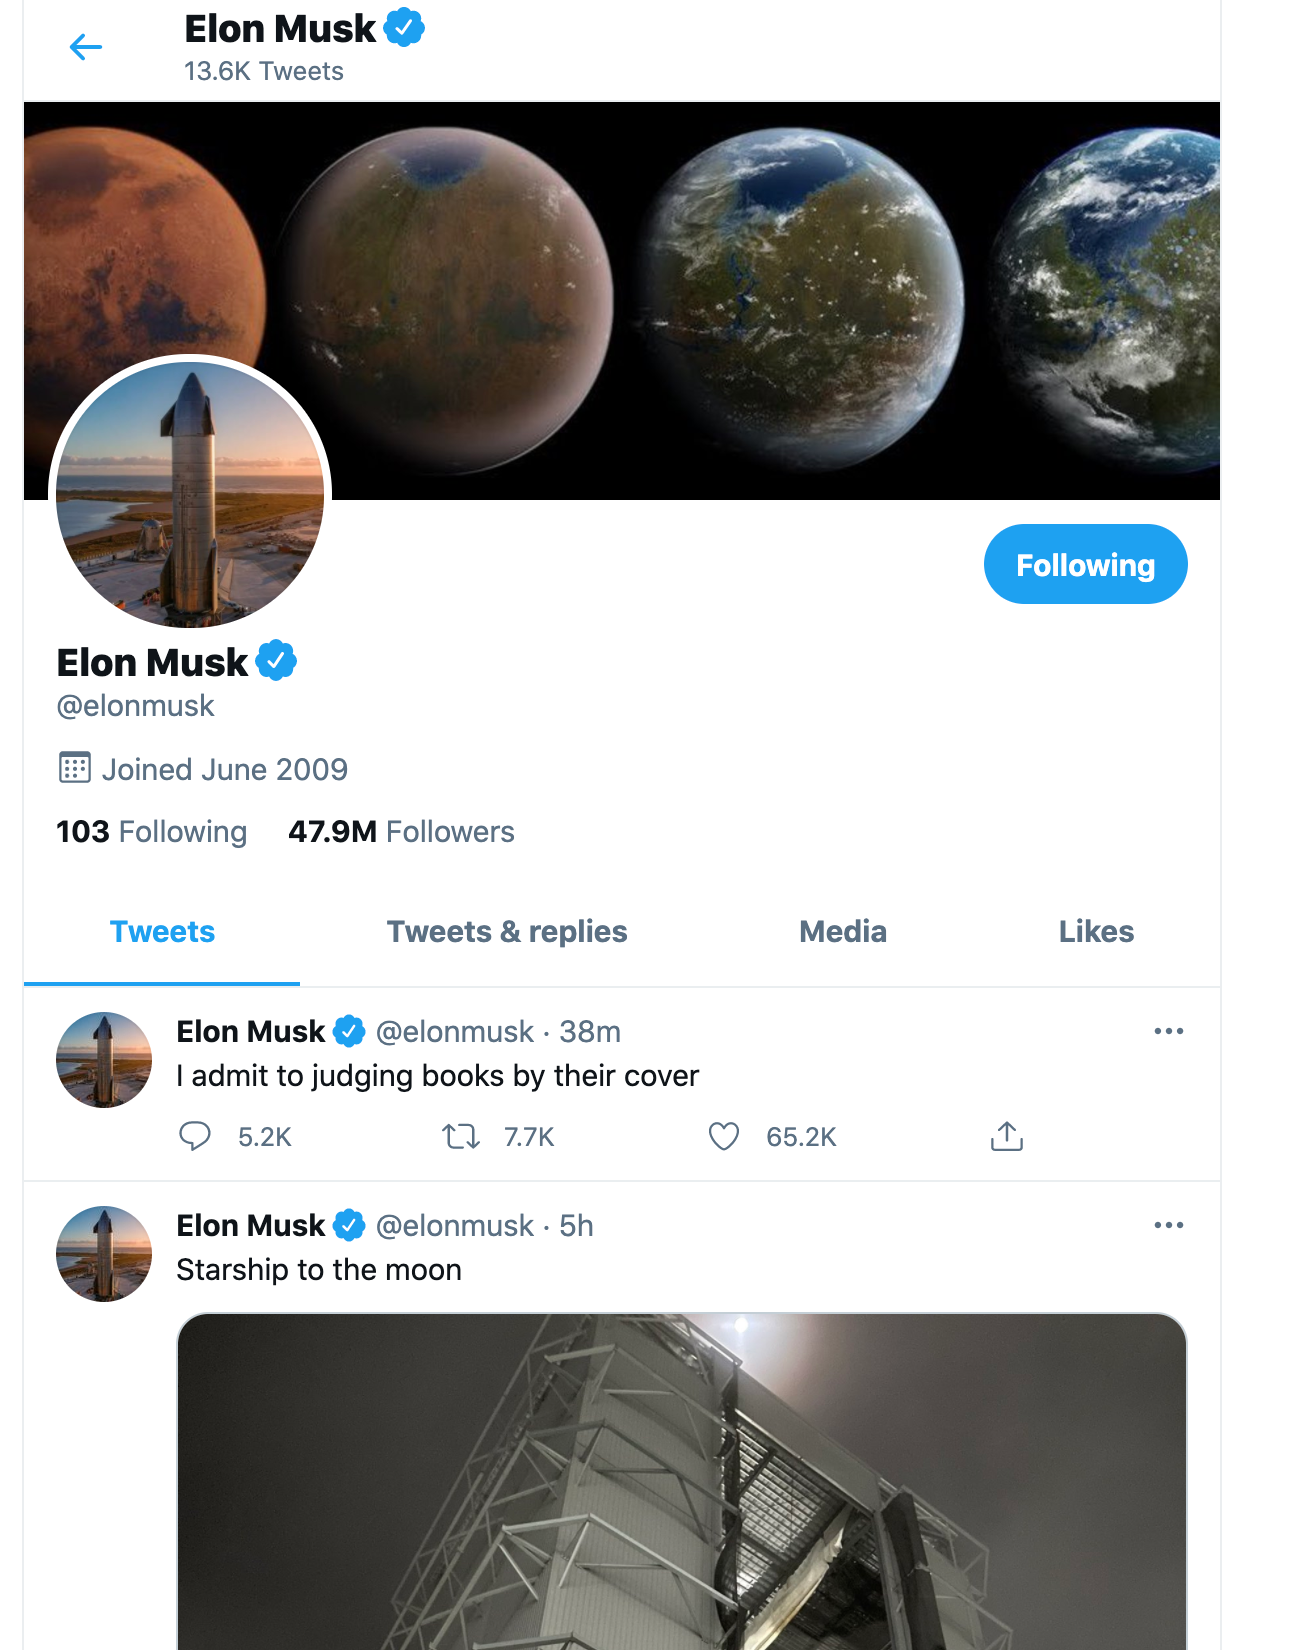 Elon Musk
13.6K Tweets
Following
Elon Musk
@elonmusk
Joined June 2009
103 Following 47.9M Followers
Tweets Tweets & replies Media Likes
Elon Musk @elonmusk · 38m
I admit to judging books by their cover
5.2K 7.7K 65.2K
Elon Musk @elonmusk · 5h
Starship to the moon